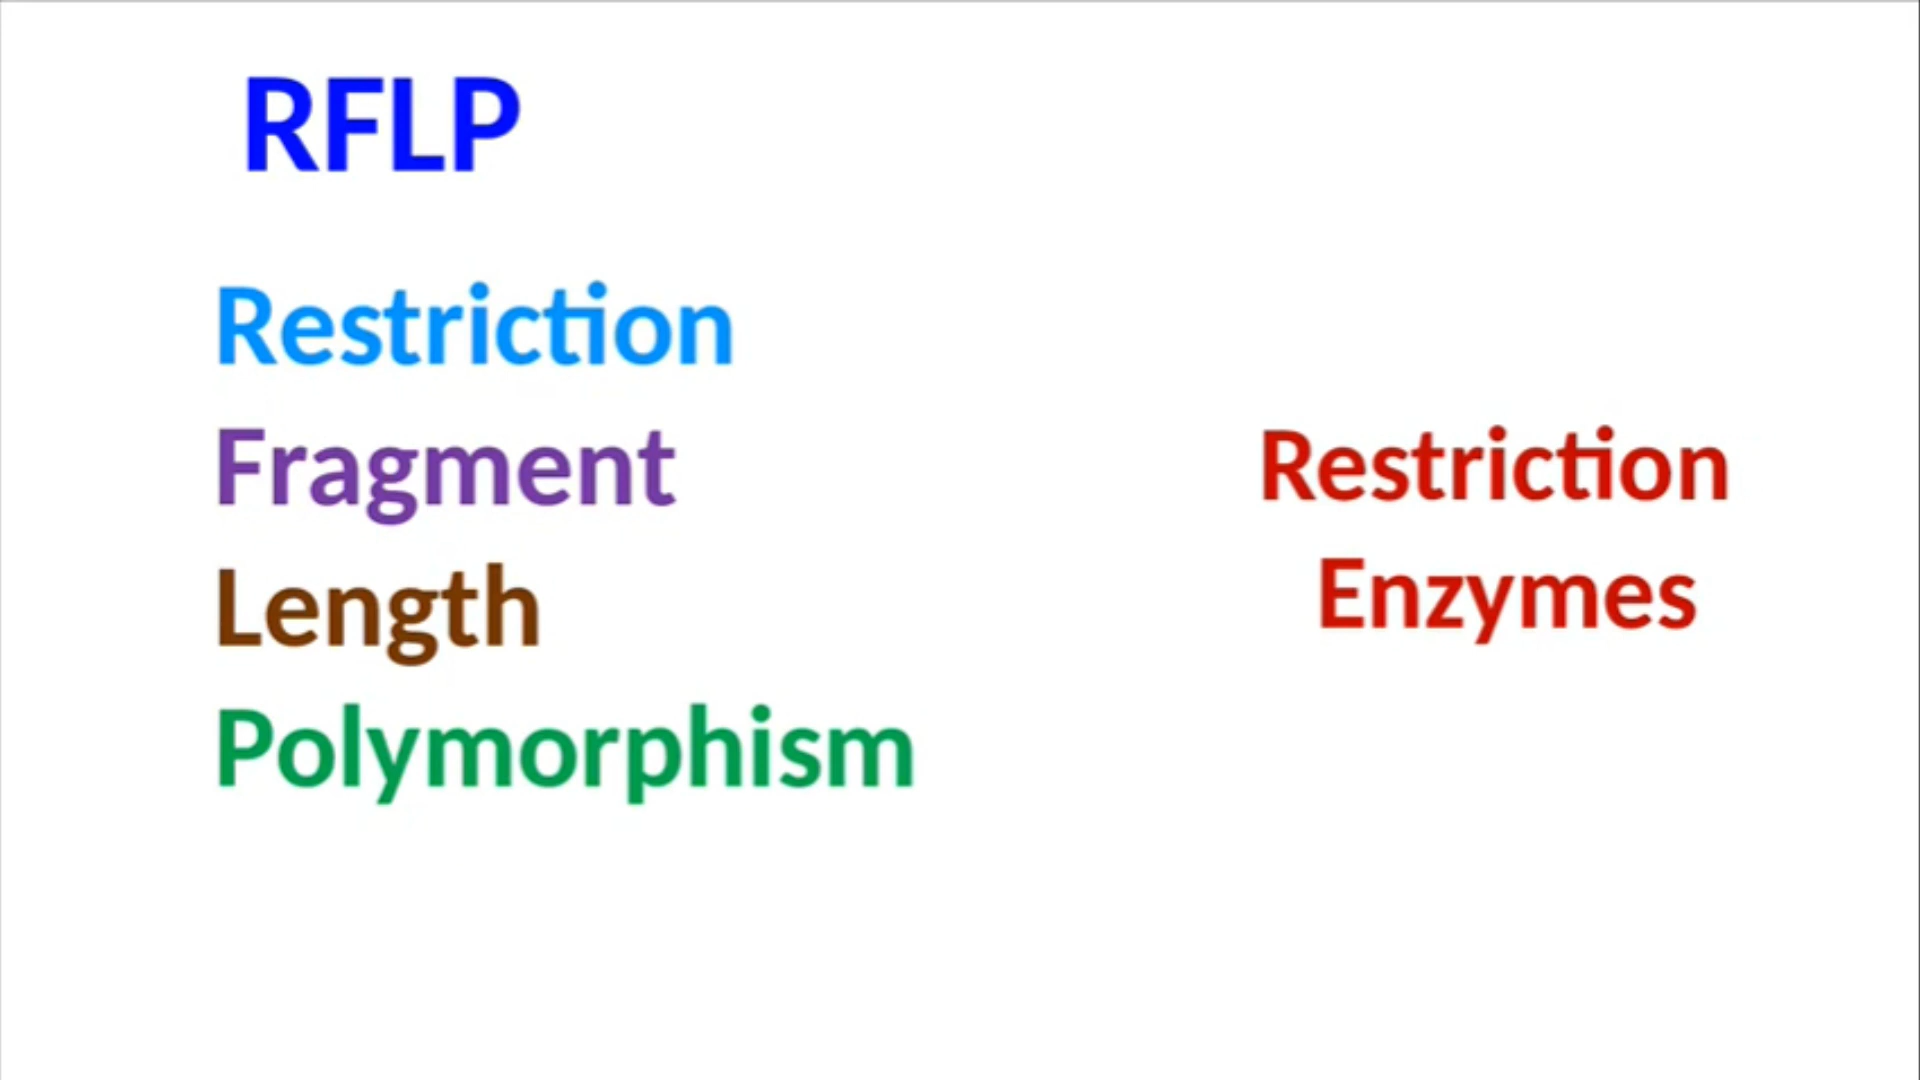 RFLP
Restriction
Fragment
Length
Polymorphism
Restriction
Enzymes